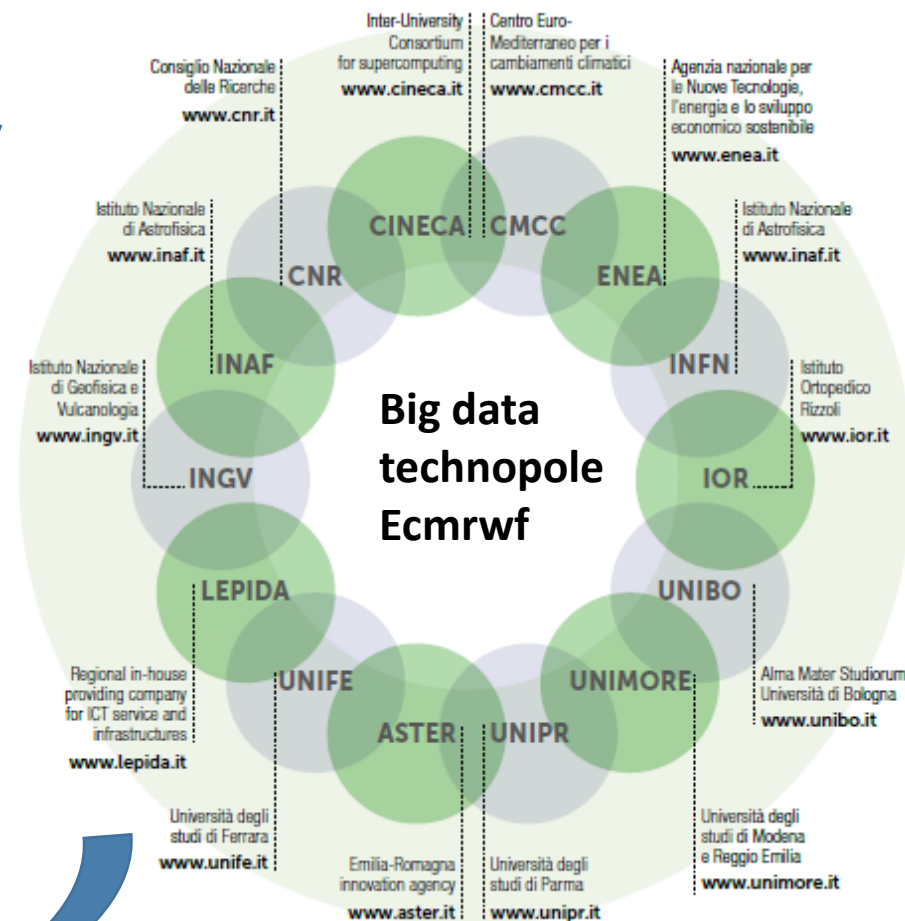 Inter-University
Consortium
for supercomputing
www.cineca.it
Centro Euro-
Mediterraneo per i
cambiamenti climatici
www.cmcc.it
Consiglio Nazionale
delle Ricerche
www.cnr.it
Agenzia nazionale per
le Nuove Tecnologie,
l'energia e lo sviluppo
economico sostenibile
www.enea.it
Istituto Nazionale
di Astrofisica
www.inaf.it
Istituto Nazionale
di Astrofisica
www.inaf.it
CINECA
CMCC
CNR
ENEA
INAF
INFN
Istituto Nazionale
di Geofisica e
Vulcanologia
www.ingv.it
Istituto
Ortopedico
Rizzoli
www.ior.it
Big data
technopole
Ecmrwf
INGV
IOR
LEPIDA
UNIBO
UNIFE
UNIMORE
ASTER
UNIPR
Regional in-house
providing company
for ICT service and
infrastructures
www.lepida.it
Alma Mater Studiorum
Università di Bologna
www.unibo.it
Università degli
studi di Ferrara
www.unife.it
Emilia-Romagna
innovation agency
www.aster.it
Università degli
studi di Parma
www.unipr.it
Università degli
studi di Modena
e Reggio Emilia
www.unimore.it